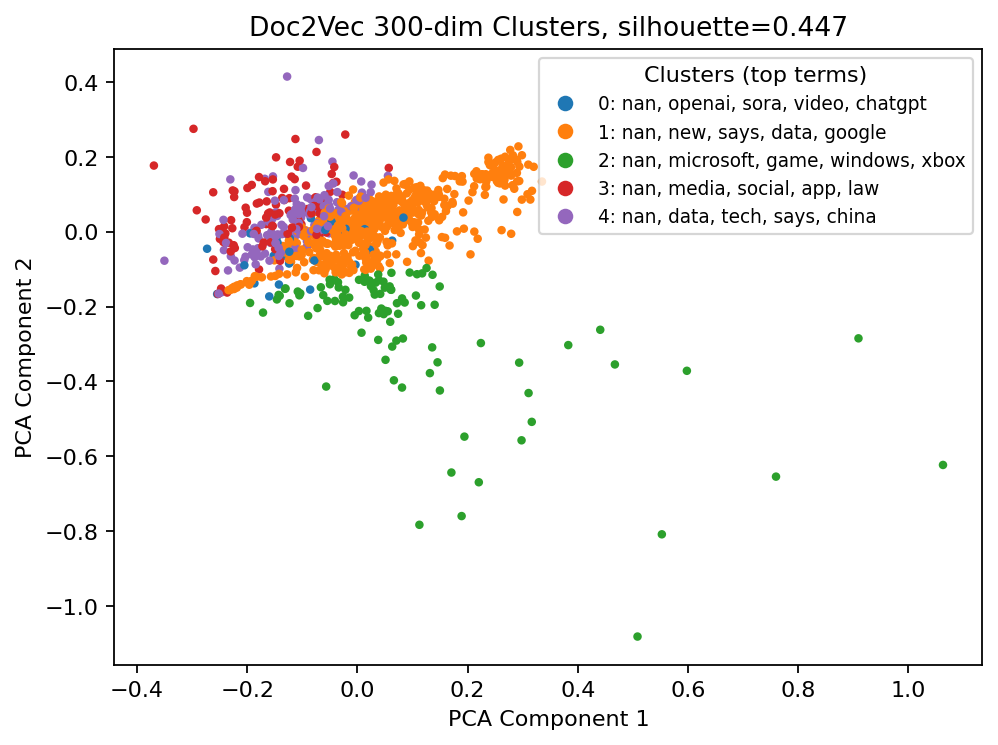 Doc2Vec 300-dim Clusters, silhouette=0.447
Clusters (top terms)
0: nan, openai, sora, video, chatgpt
1: nan, new, says, data, google
2: nan, microsoft, game, windows, xbox
3: nan, media, social, app, law
4: nan, data, tech, says, china
PCA Component 2
0.4
0.2
0.0
−0.2
−0.4
−0.6
−0.8
−1.0
−0.4 −0.2 0.0 0.2 0.4 0.6 0.8 1.0
PCA Component 1